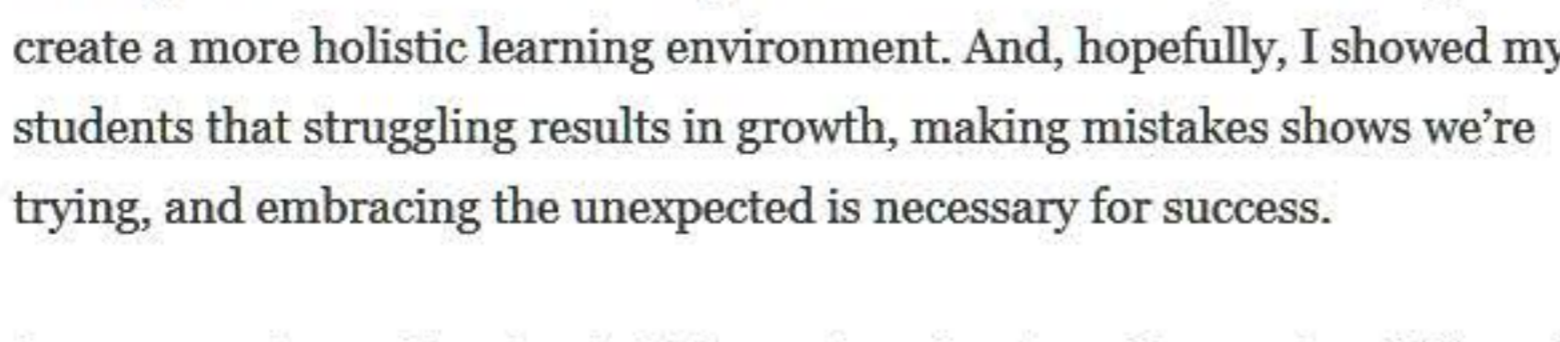 create a more holistic learning environment. And, hopefully, I showed my
students that struggling results in growth, making mistakes shows we’re
trying, and embracing the unexpected is necessary for success.